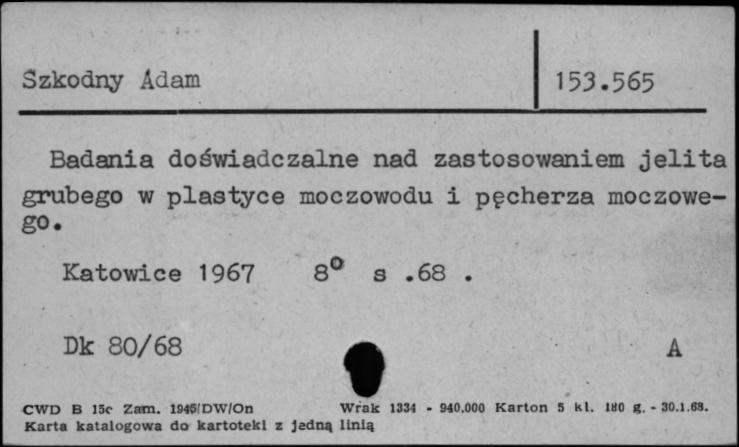 Szkodny Adam 153.565
Badania doświadczalne nad zastosowaniem jelita
grubego w plastyce moczowodu i pęcherza moczowe-
go.
Katowice 1967 8° s .68 .
Dk 80/68 A
CWD B 15c Zam. 1945/DW/On Wrak 1334 - 940.000 Karton 5 kl. 180 g. - 30.1.68.
Karta katalogowa do kartoteki z jedną linią